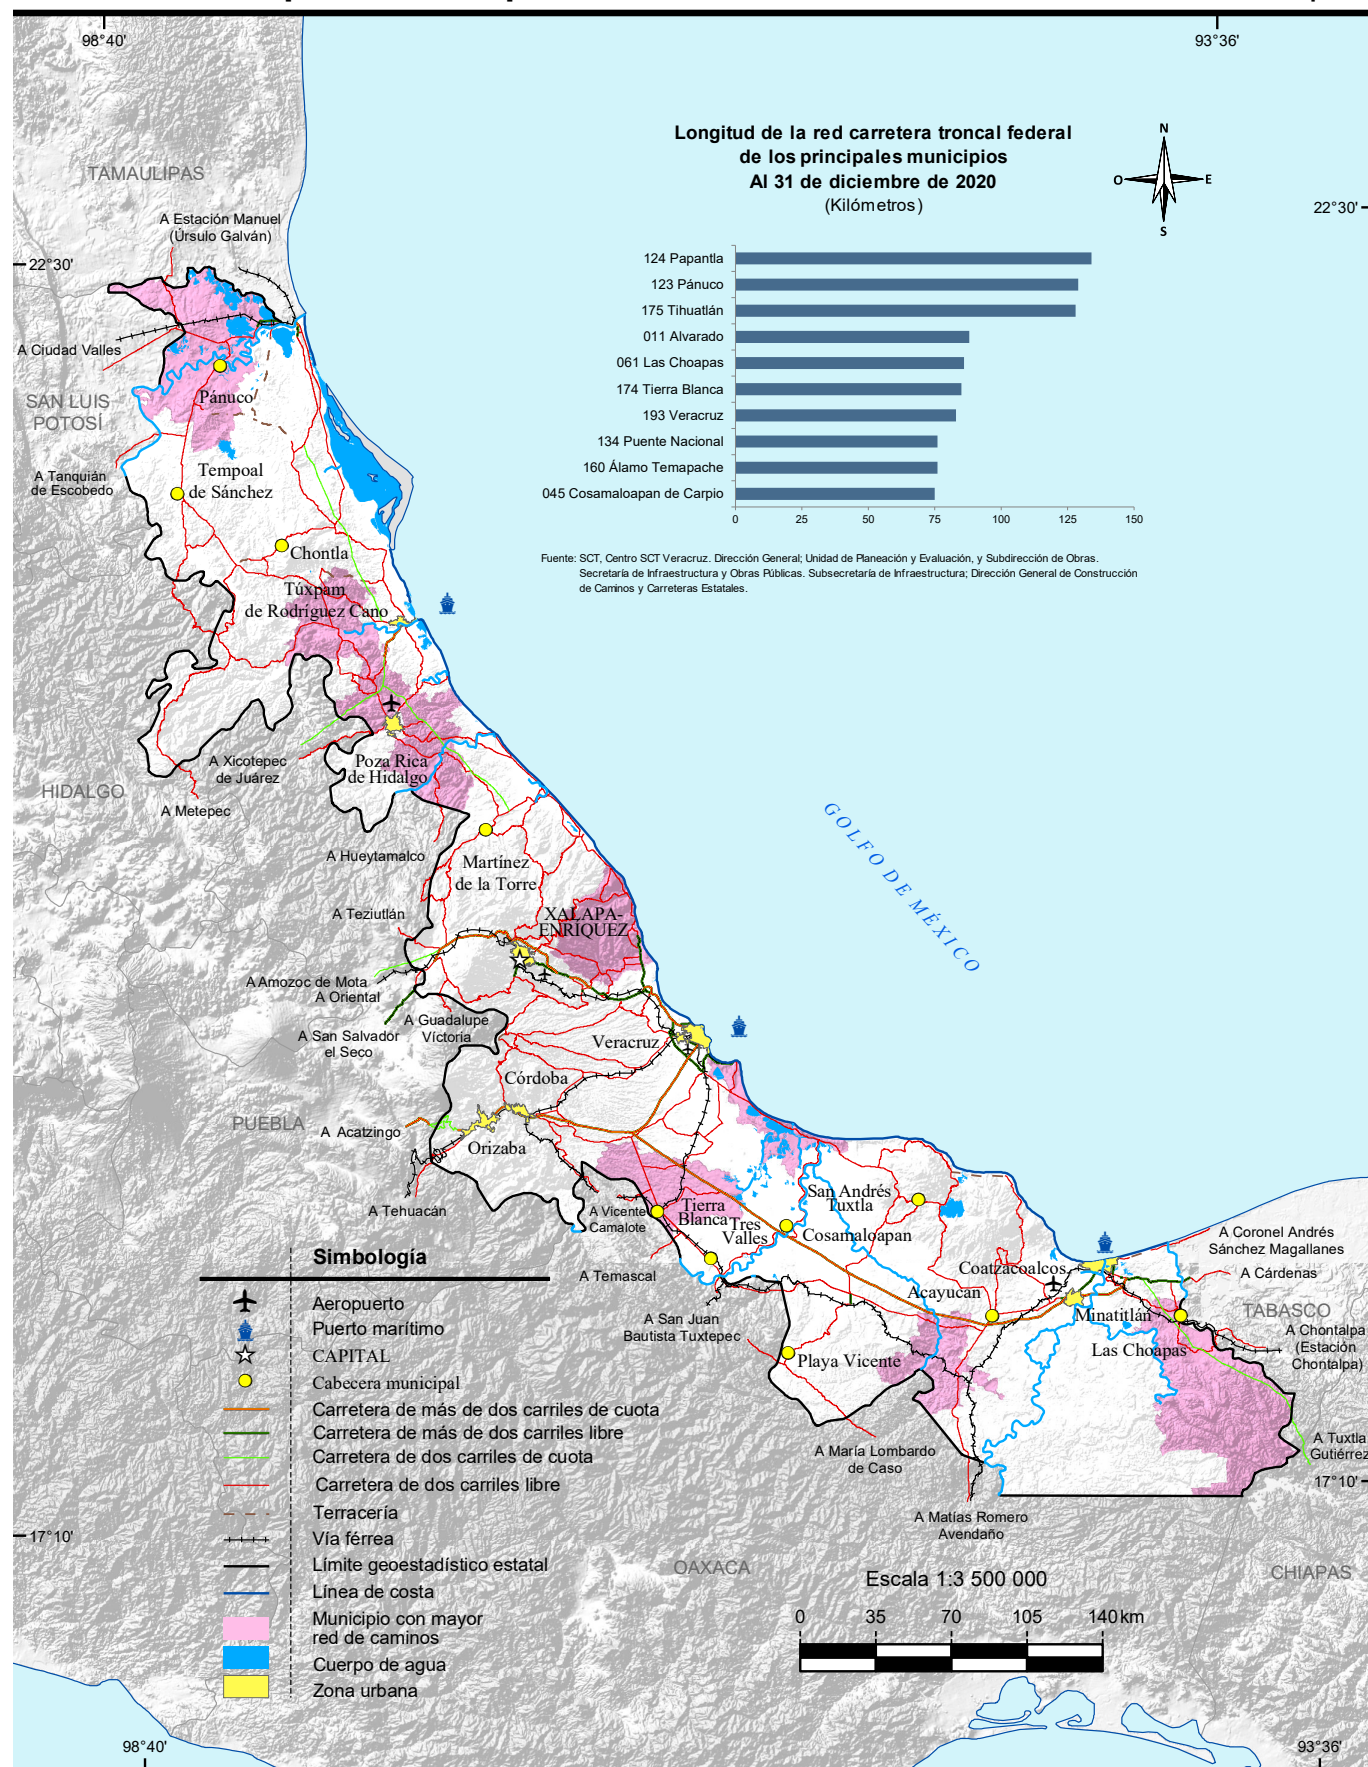 98°40'
93°36'
Longitud de la red carretera troncal federal
de los principales municipios
Al 31 de diciembre de 2020
(Kilómetros)
N
O
E
S
TAMAULIPAS
A Estación Manuel
(Úrsulo Galván)
22°30'
22°30'
124 Papantla
123 Pánuco
175 Tihuatlán
011 Alvarado
061 Las Choapas
174 Tierra Blanca
193 Veracruz
134 Puente Nacional
160 Álamo Temapache
045 Cosamaloapan de Carpio
0 25 50 75 100 125 150
Fuente: SCT, Centro SCT Veracruz. Dirección General; Unidad de Planeación y Evaluación, y Subdirección de Obras.
Secretaría de Infraestructura y Obras Públicas. Subsecretaría de Infraestructura; Dirección General de Construcción
de Caminos y Carreteras Estatales.
A Ciudad Valles
SAN LUIS
POTOSÍ
Pánuco
A Tanquián
de Escobedo
Tempoal
de Sánchez
Chontla
Túxpam
de Rodríguez Cano
A Xicotepec
de Juárez
Poza Rica
de Hidalgo
HIDALGO
A Metepec
A Hueytamalco
Martínez
de la Torre
GOLFO DE MÉXICO
A Teziutlán
XALAPA-
ENRÍQUEZ
A Amozoc de Mota
A Oriental
A San Salvador
el Seco
A Guadalupe
Víctoria
Veracruz
Córdoba
PUEBLA
A Acatzingo
Orizaba
A Tehuacán
A Vicente
Camalote
Tierra
Blanca
Tres
Valles
San Andrés
Tuxtla
Cosamaloapan
A Temascal
A San Juan
Bautista Tuxtepec
Coatzacoalcos
Acayucan
Minatitlán
Las Choapas
Playa Vicente
A Coronel Andrés
Sánchez Magallanes
A Cárdenas
TABASCO
A Chontalpa
(Estación
Chontalpa)
A Tuxtla
Gutiérrez
17°10'
A María Lombardo
de Caso
A Matías Romero
Avendaño
OAXACA
CHIAPAS
Simbología
Aeropuerto
Puerto marítimo
CAPITAL
Cabecera municipal
Carretera de más de dos carriles de cuota
Carretera de más de dos carriles libre
Carretera de dos carriles de cuota
Carretera de dos carriles libre
Terracería
Vía férrea
Límite geoestadístico estatal
Línea de costa
Municipio con mayor
red de caminos
Cuerpo de agua
Zona urbana
17°10'
Escala 1:3 500 000
0 35 70 105 140 km
98°40'
93°36'